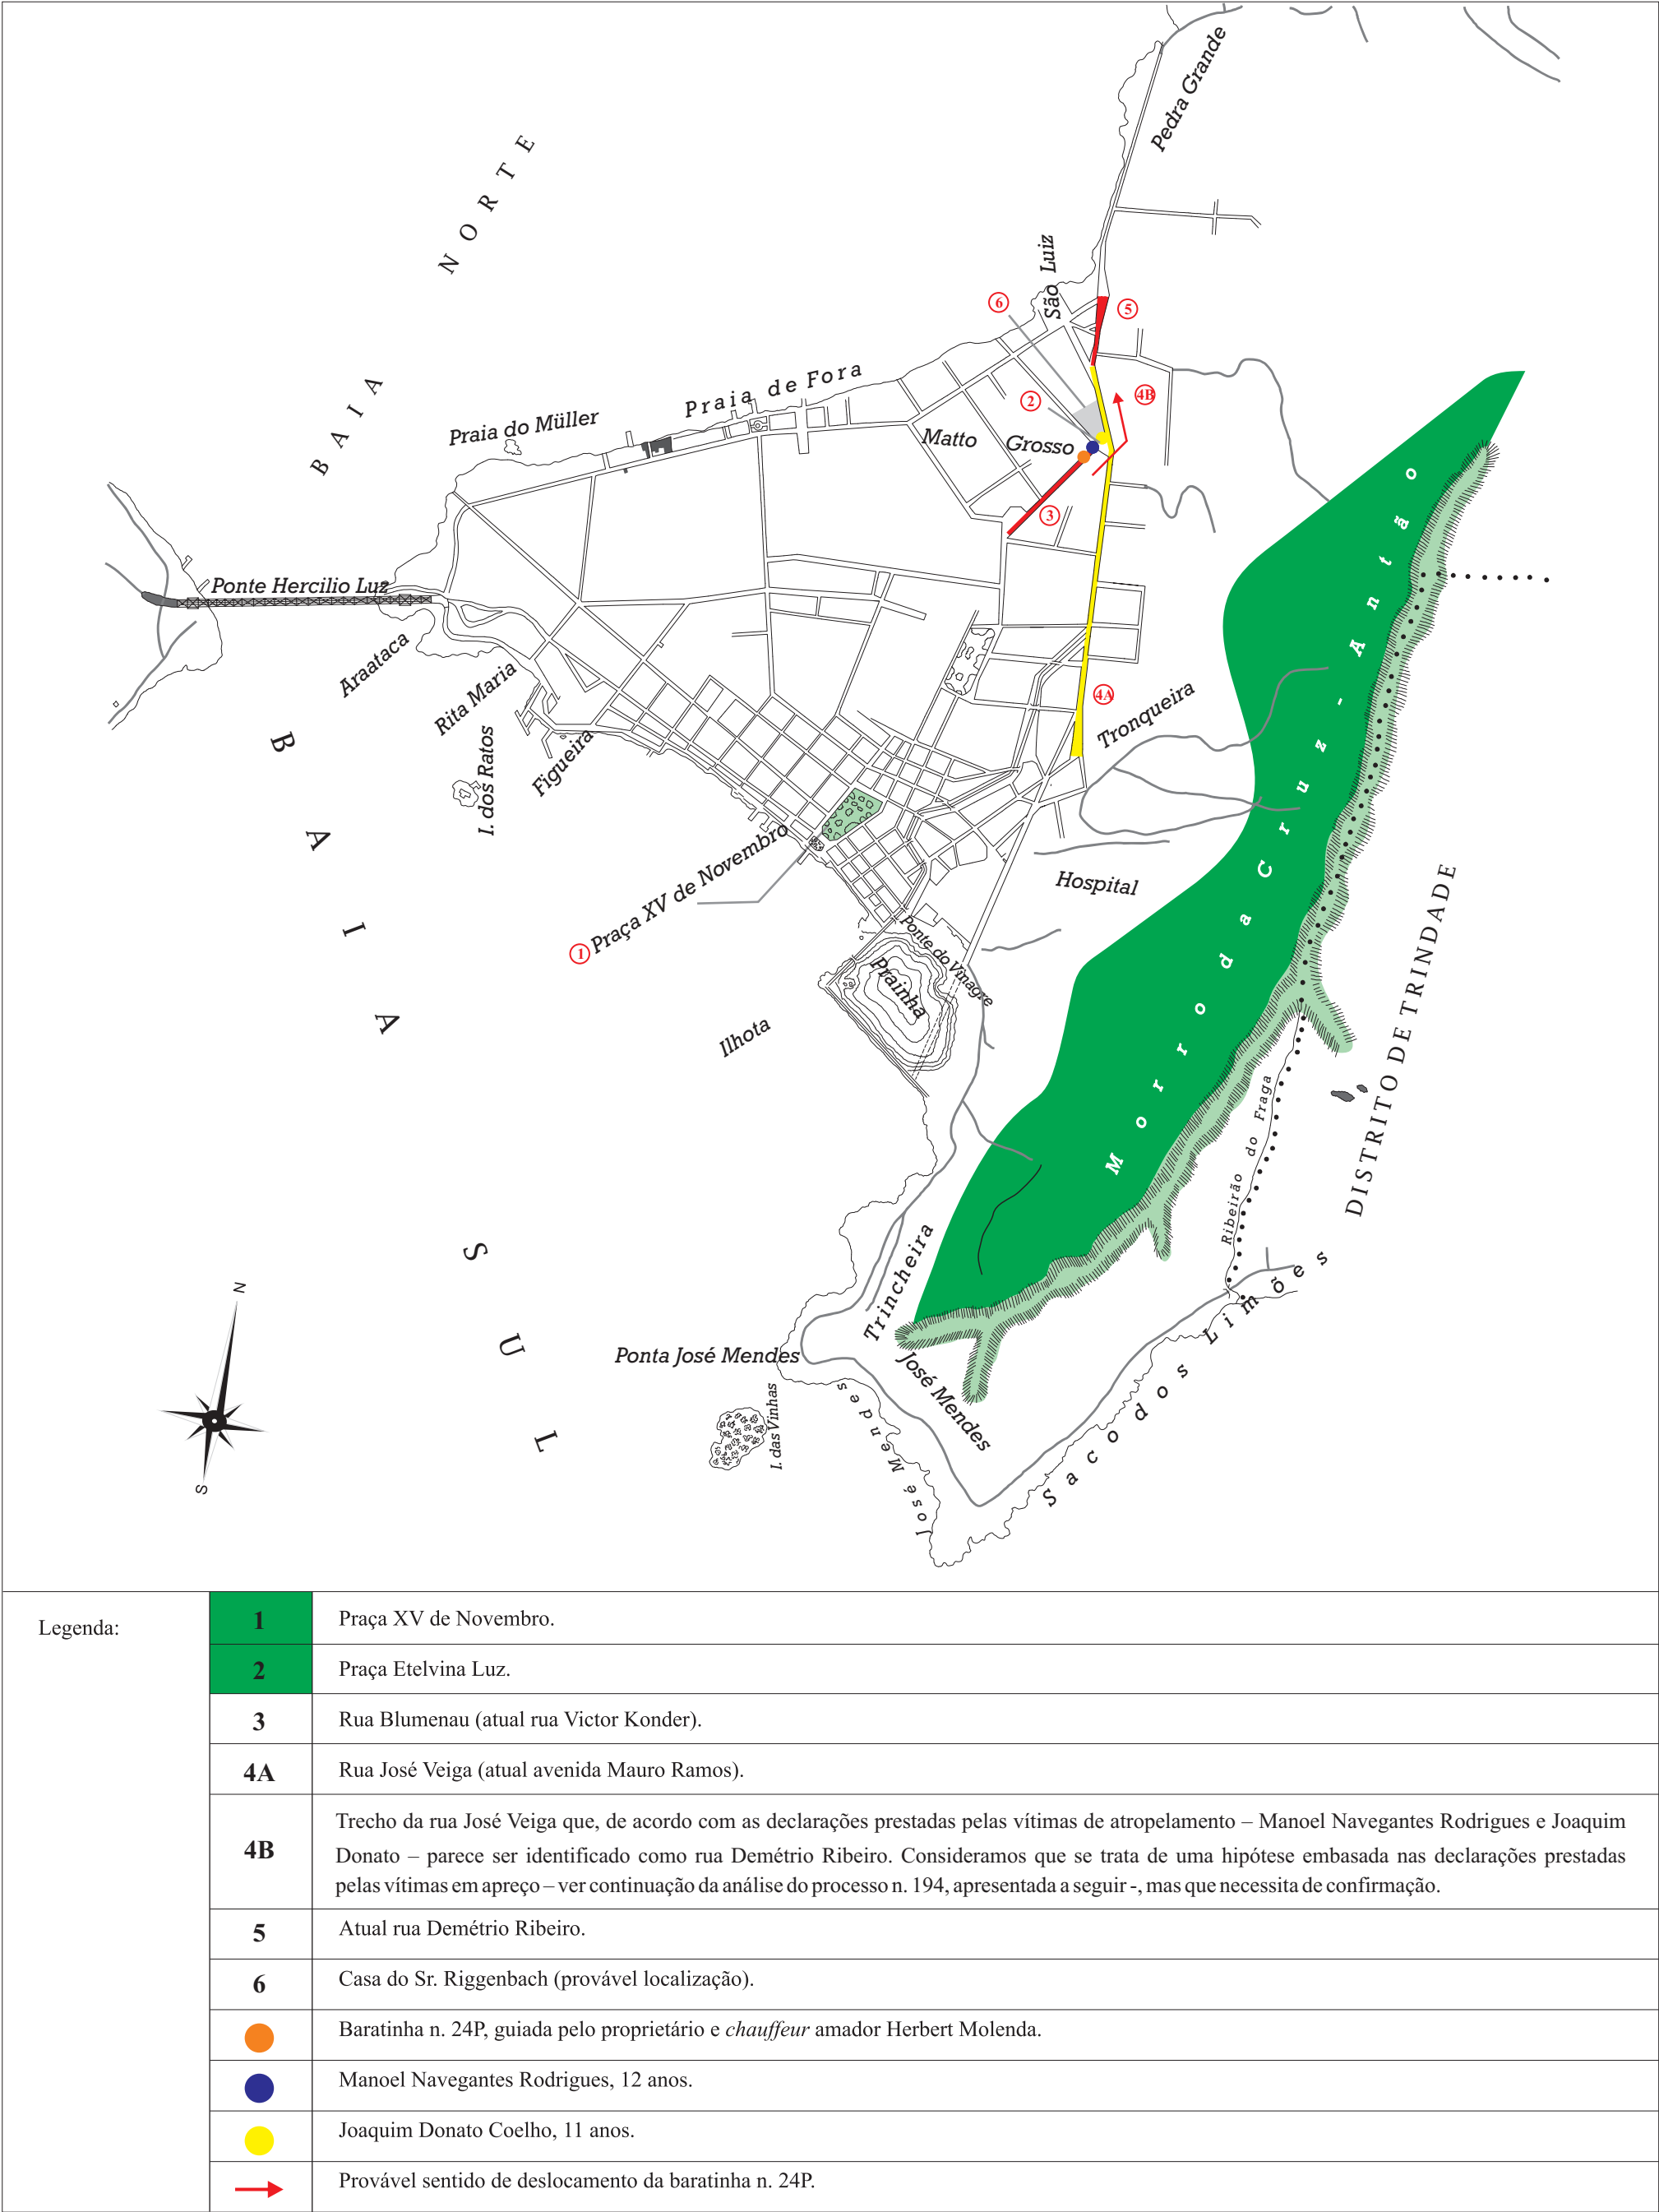 Pedra Grande
BAIA NORTE
São Luiz
6
5
Praia de Fora
4B
2
Praia do Müller
Matto Grosso
3
Morro da Cruz - Antão
Ponte Hercilio Luz
Araataca
Rita Maria
4A
Tronqueira
I. dos Ratos
Figueira
BAIA SUL
Praça XV de Novembro
1
Hospital
Ponte do Vinagre
Prainha
Ilhota
DISTRITO DE TRINDADE
Ribeirão do Fraga
Trincheira
Saco dos Limões
N
S
Ponta José Mendes
José Mendes
José Mendes
I. das Vinhas
Legenda:
1 Praça XV de Novembro.
2 Praça Etelvina Luz.
3 Rua Blumenau (atual rua Victor Konder).
4A Rua José Veiga (atual avenida Mauro Ramos).
4B Trecho da rua José Veiga que, de acordo com as declarações prestadas pelas vítimas de atropelamento – Manoel Navegantes Rodrigues e Joaquim
Donato – parece ser identificado como rua Demétrio Ribeiro. Consideramos que se trata de uma hipótese embasada nas declarações prestadas
pelas vítimas em apreço – ver continuação da análise do processo n. 194, apresentada a seguir -, mas que necessita de confirmação.
5 Atual rua Demétrio Ribeiro.
6 Casa do Sr. Riggenbach (provável localização).
Baratinha n. 24P, guiada pelo proprietário e chauffeur amador Herbert Molenda.
Manoel Navegantes Rodrigues, 12 anos.
Joaquim Donato Coelho, 11 anos.
Provável sentido de deslocamento da baratinha n. 24P.